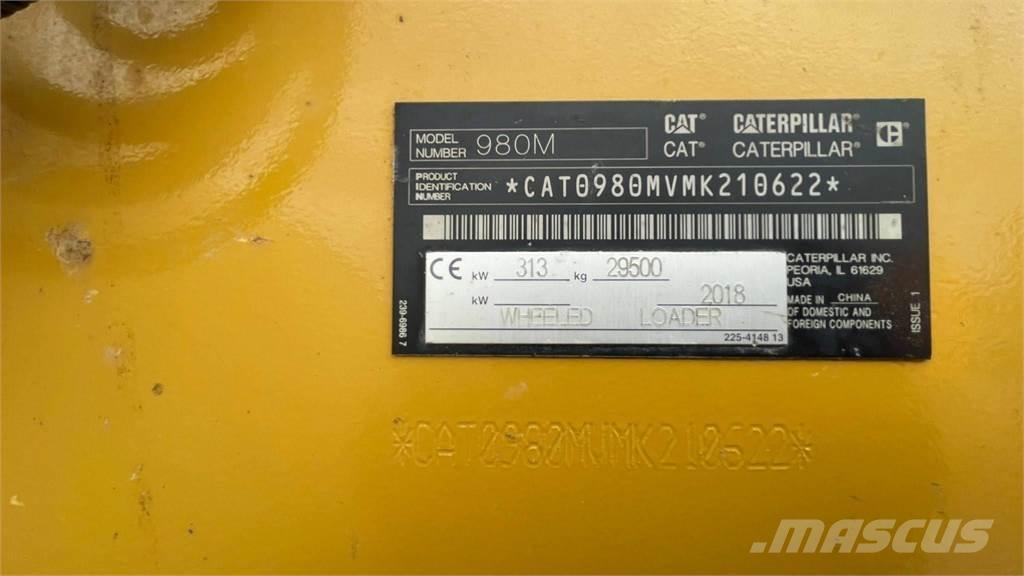 MODEL NUMBER 980M
CAT® CATERPILLAR®
CAT® CATERPILLAR®
C
PRODUCT IDENTIFICATION NUMBER
*CAT0980MVMK210622*
CE kW 313 kg 29500
kW 2018
WHEELED LOADER
225-4148 13
239-6986 7
CATERPILLAR INC.
PEORIA, IL 61629
USA
MADE IN CHINA
OF DOMESTIC AND
FOREIGN COMPONENTS
ISSUE 1
*CAT0980MVMK210622*
MASCUS